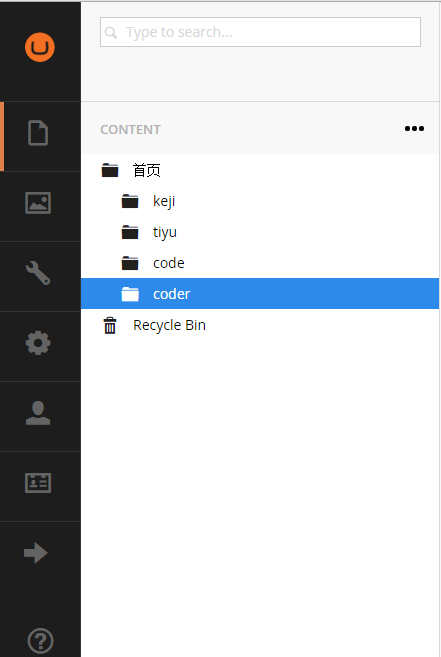 Type to search...
CONTENT
首页
keji
tiyu
code
coder
Recycle Bin